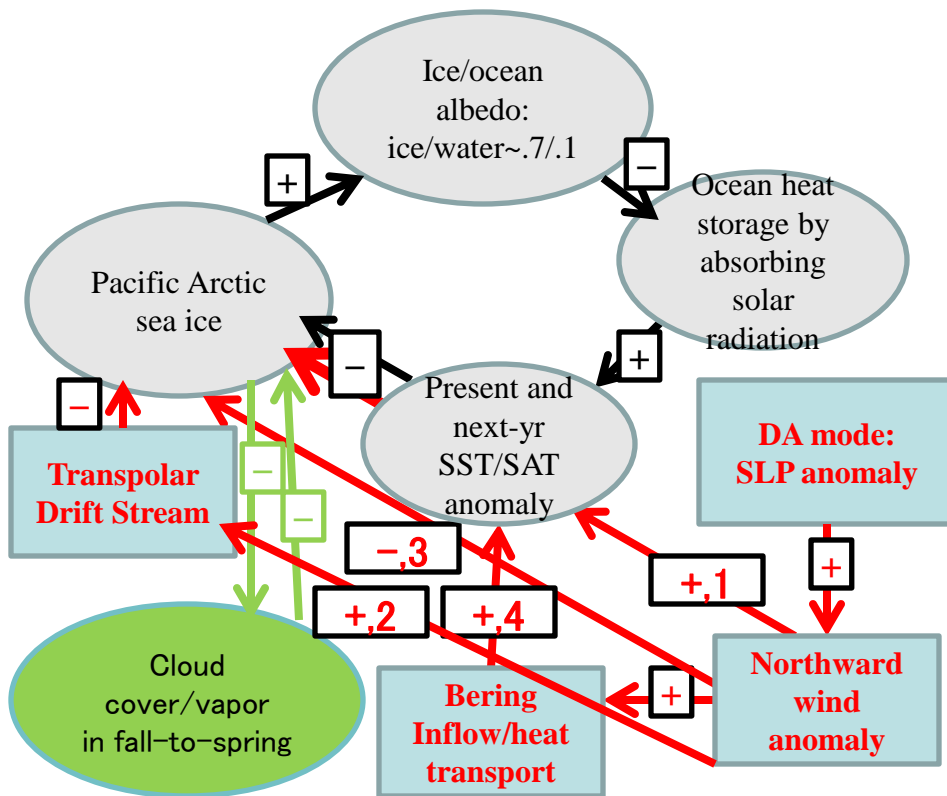 Ice/ocean
albedo:
ice/water~.7/.1
+
−
Ocean heat
storage by
absorbing
solar
radiation
Pacific Arctic
sea ice
−
+
Present and
next-yr
SST/SAT
anomaly
−
Transpolar
Drift Stream
−
−
DA mode:
SLP anomaly
+
−,3
+,1
+,2
+,4
Cloud
cover/vapor
in fall-to-spring
Bering
Inflow/heat
transport
+
Northward
wind
anomaly